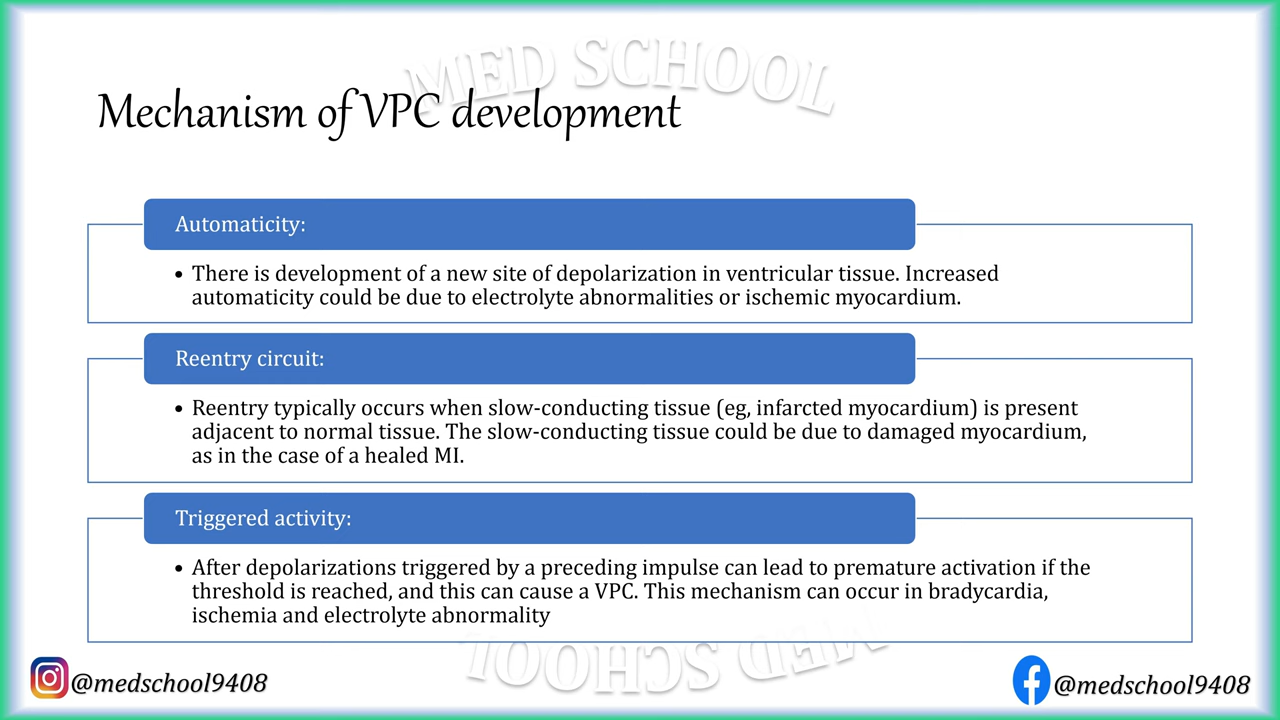 MED SCHOOL
Mechanism of VPC development
Automaticity:
• There is development of a new site of depolarization in ventricular tissue. Increased
automaticity could be due to electrolyte abnormalities or ischemic myocardium.
Reentry circuit:
• Reentry typically occurs when slow-conducting tissue (eg, infarcted myocardium) is present
adjacent to normal tissue. The slow-conducting tissue could be due to damaged myocardium,
as in the case of a healed MI.
Triggered activity:
• After depolarizations triggered by a preceding impulse can lead to premature activation if the
threshold is reached, and this can cause a VPC. This mechanism can occur in bradycardia,
ischemia and electrolyte abnormality
MED SCHOOL
@medschool9408
@medschool9408